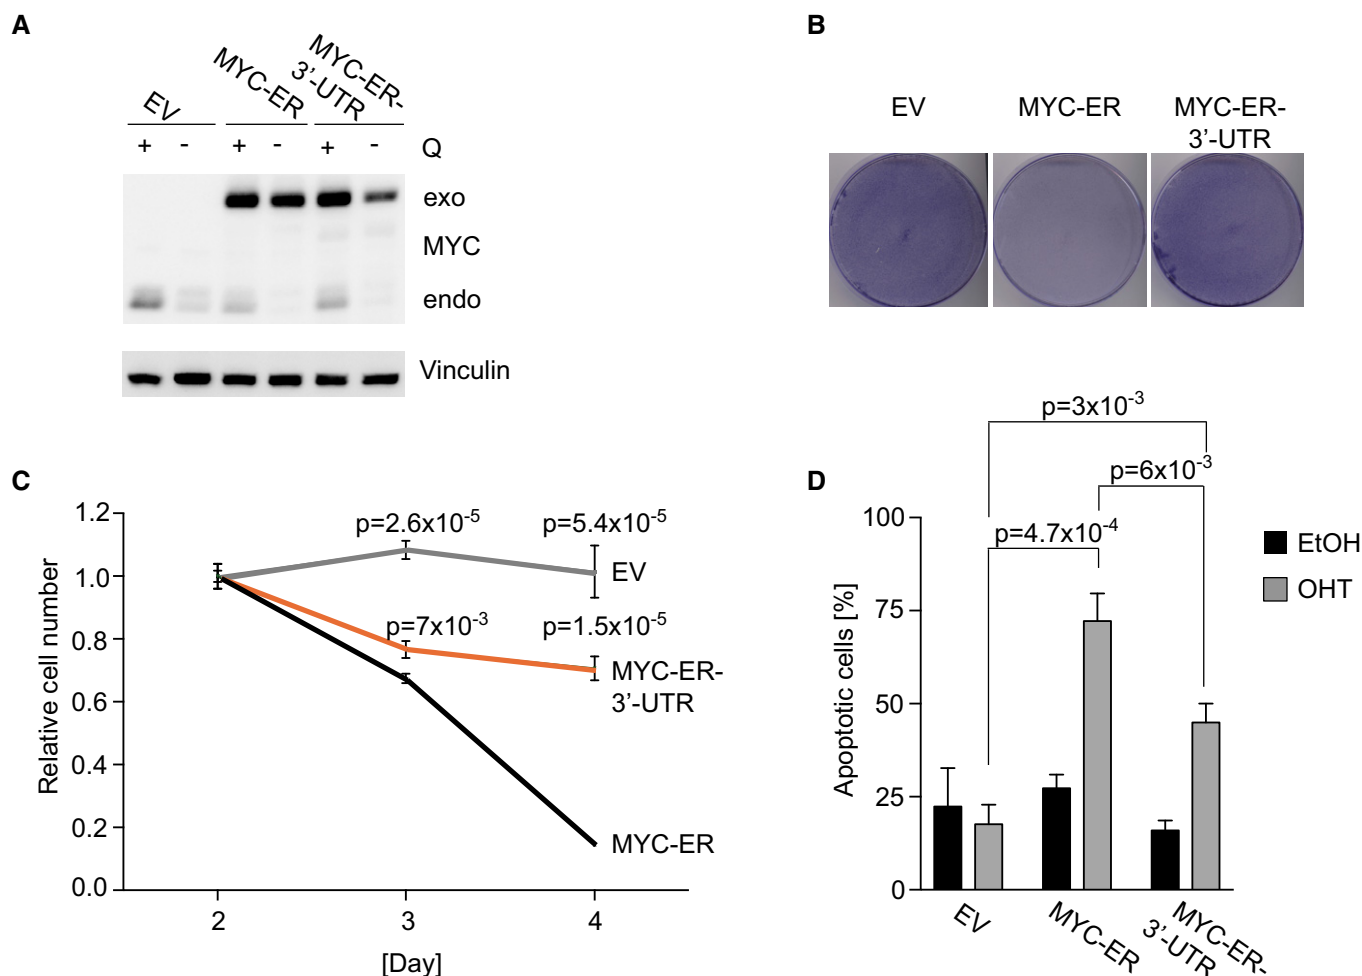 A
EV
MYC-ER
MYC-ER-
3’-UTR
+ - + - + - Q
exo
MYC
endo
Vinculin
B
EV
MYC-ER
MYC-ER-
3’-UTR
C
Relative cell number
1.2
1.0
0.8
0.6
0.4
0.2
0.0
p=2.6x10-5
p=5.4x10-5
EV
p=7x10-3
p=1.5x10-5
MYC-ER-
3’-UTR
MYC-ER
2 3 4
[Day]
D
p=3x10-3
p=6x10-3
p=4.7x10-4
Apoptotic cells [%]
100
75
50
25
0
EtOH
OHT
EV
MYC-ER
MYC-ER-
3’-UTR